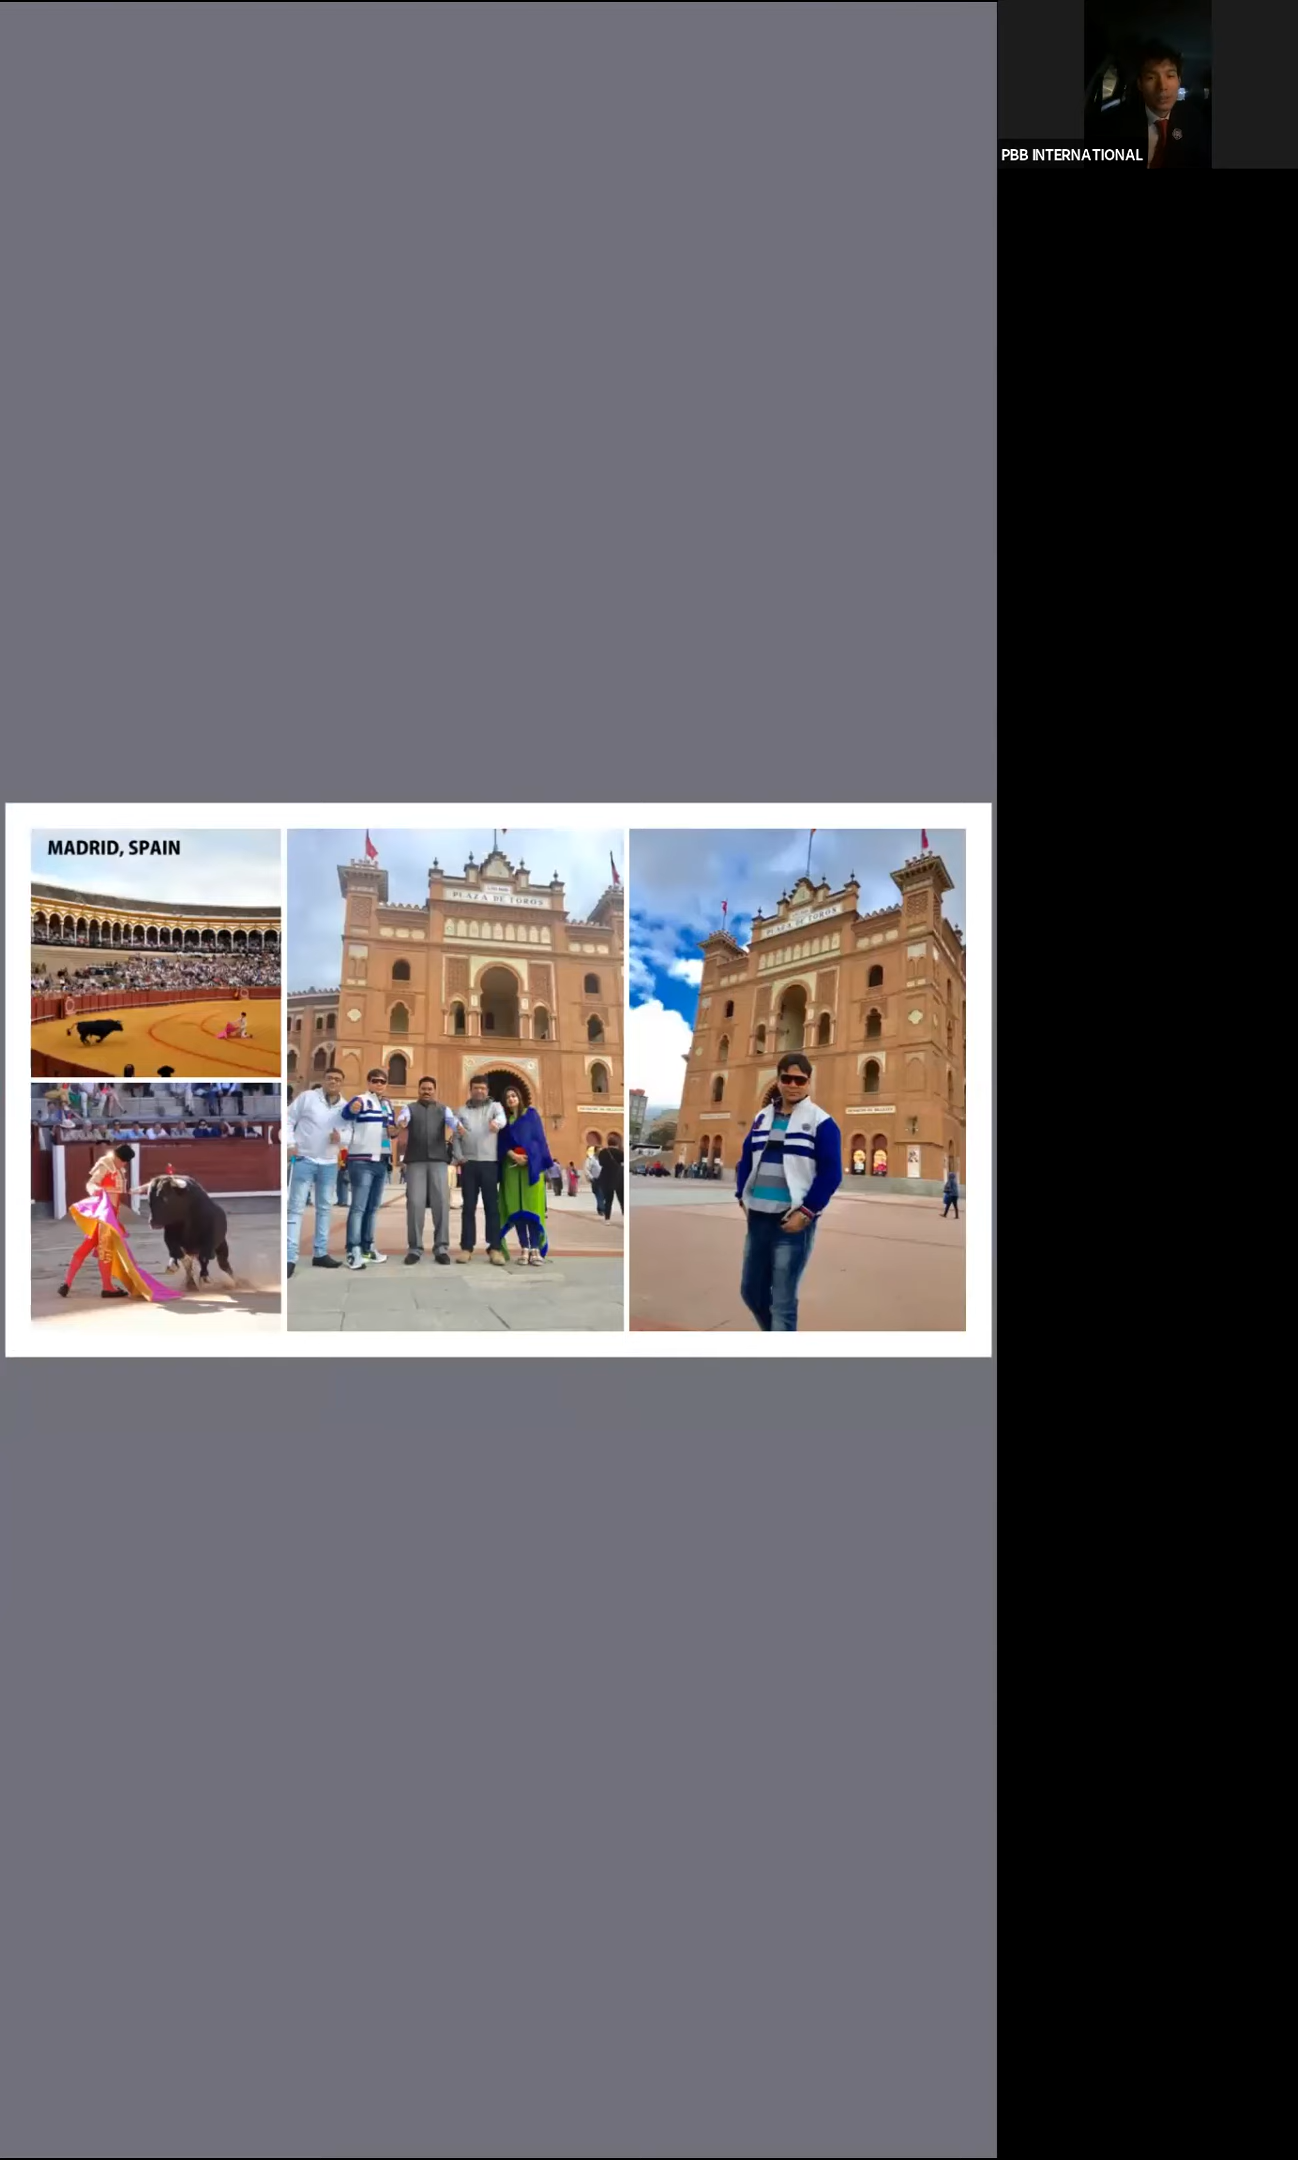 PBB INTERNATIONAL
MADRID, SPAIN
PLAZA DE TOROS
PLAZA DE TOROS